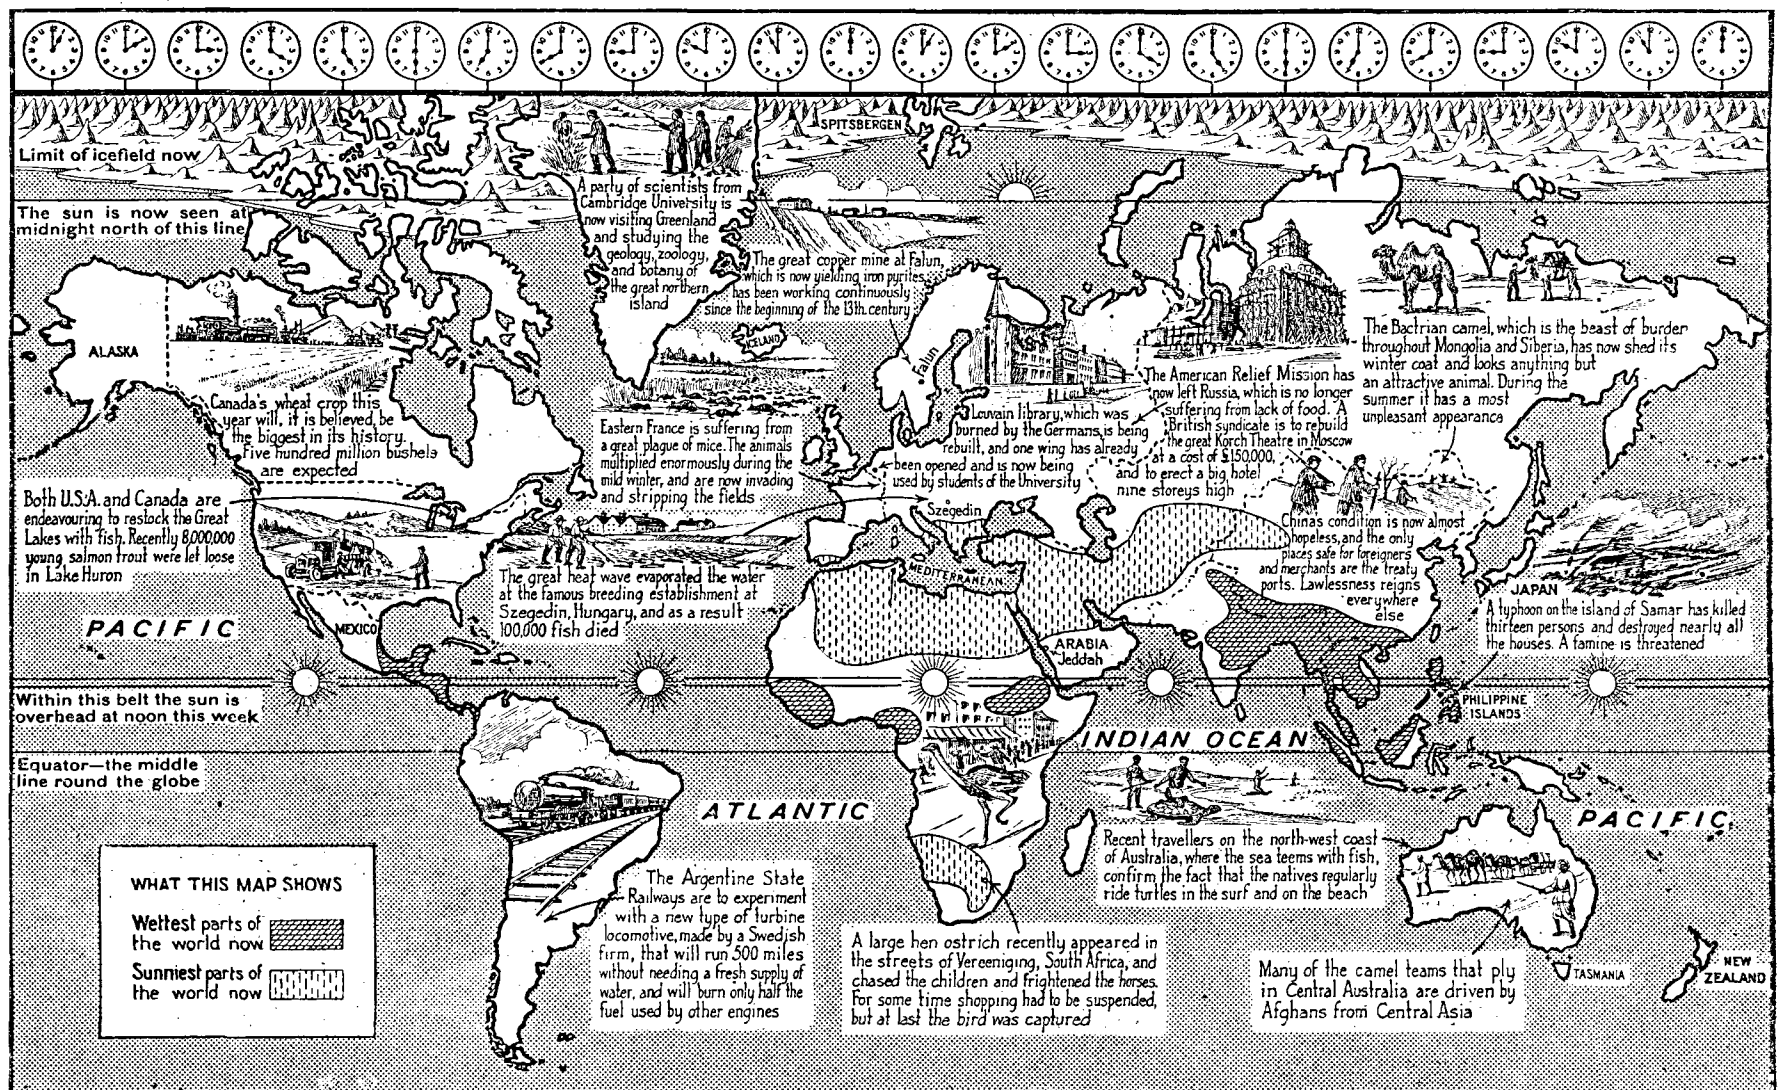 SPITSBERGEN
Limit of icefield now
The sun is now seen at
midnight north of this line
A party of scientists from
Cambridge University is
now visiting Greenland
and studying the
geology, zoology,
and botany of
the great northern
island
The great copper mine at Falun,
which is now yielding iron pyrites,
has been working continuously
since the beginning of the 13th. century
ALASKA
ICELAND
Falun
The Bactrian camel, which is the beast of burden
throughout Mongolia and Siberia, has now shed its
winter coat and looks anything but
an attractive animal. During the
summer it has a most
unpleasant appearance
The American Relief Mission has
now left Russia, which is no longer
suffering from lack of food. A
British syndicate is to rebuild
the great Korch Theatre in Moscow
at a cost of £150,000,
and to erect a big hotel
nine storeys high
Louvain library, which was
burned by the Germans, is being
rebuilt, and one wing has already
been opened and is now being
used by students of the University
Canada's wheat crop this
year will, it is believed, be
the biggest in its history.
Five hundred million bushels
are expected
Eastern France is suffering from
a great plague of mice. The animals
multiplied enormously during the
mild winter, and are now invading
and stripping the fields
Both U.S.A. and Canada are
endeavouring to restock the Great
Lakes with fish. Recently 8,000,000
young salmon trout were let loose
in Lake Huron
Szegedin
The great heat wave evaporated the water
at the famous breeding establishment at
Szegedin, Hungary, and as a result
100,000 fish died
MEDITERRANEAN
China's condition is now almost
hopeless, and the only
places safe for foreigners
and merchants are the treaty
ports. Lawlessness reigns
everywhere
else
JAPAN
A typhoon on the island of Samar has killed
thirteen persons and destroyed nearly all
the houses. A famine is threatened
PACIFIC
MEXICO
ARABIA
Jeddah
Within this belt the sun is
overhead at noon this week
PHILIPPINE
ISLANDS
INDIAN OCEAN
Equator—the middle
line round the globe
ATLANTIC
PACIFIC
Recent travellers on the north-west coast
of Australia, where the sea teems with fish,
confirm the fact that the natives regularly
ride turtles in the surf and on the beach
WHAT THIS MAP SHOWS
Wettest parts of
the world now
Sunniest parts of
the world now
The Argentine State
Railways are to experiment
with a new type of turbine
locomotive, made by a Swedish
firm, that will run 500 miles
without needing a fresh supply of
water, and will burn only half the
fuel used by other engines
A large hen ostrich recently appeared in
the streets of Vereeniging, South Africa, and
chased the children and frightened the horses.
For some time shopping had to be suspended,
but at last the bird was captured
Many of the camel teams that ply
in Central Australia are driven by
Afghans from Central Asia
TASMANIA
NEW
ZEALAND